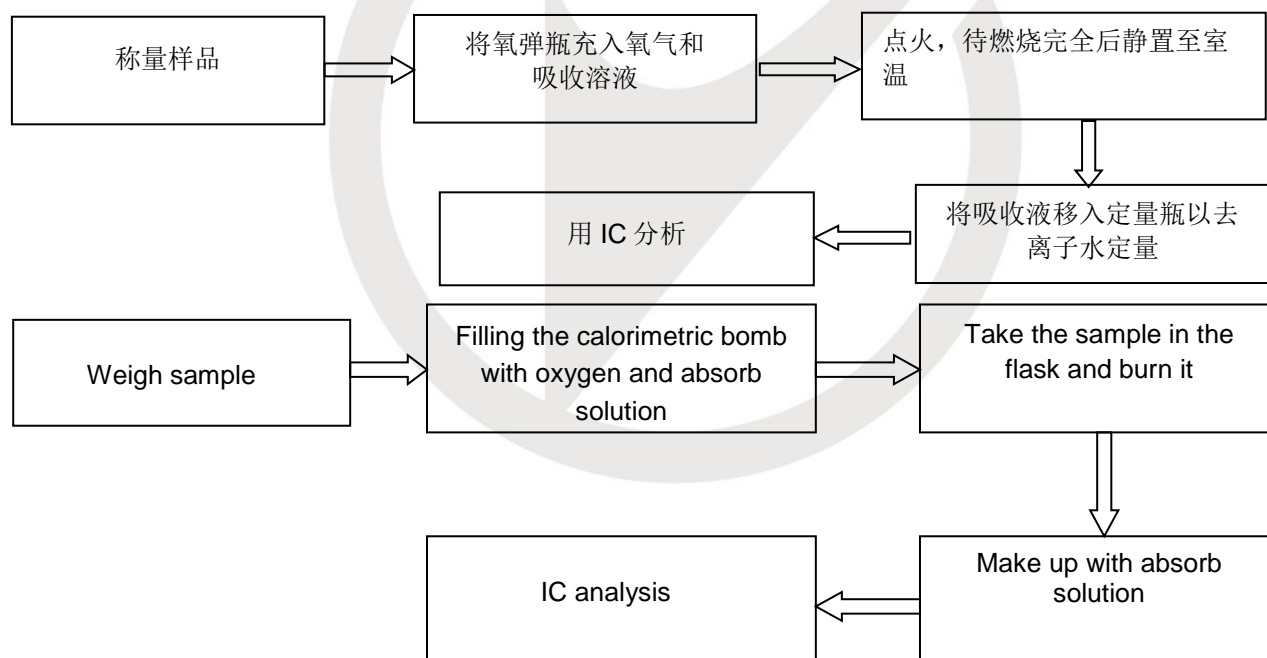 称量样品
将氧弹瓶充入氧气和
吸收溶液
点火，待燃烧完全后静置至室
温
将吸收液移入定量瓶以去
离子水定量
用 IC 分析
Weigh sample
Filling the calorimetric bomb
with oxygen and absorb
solution
Take the sample in the
flask and burn it
Make up with absorb
solution
IC analysis